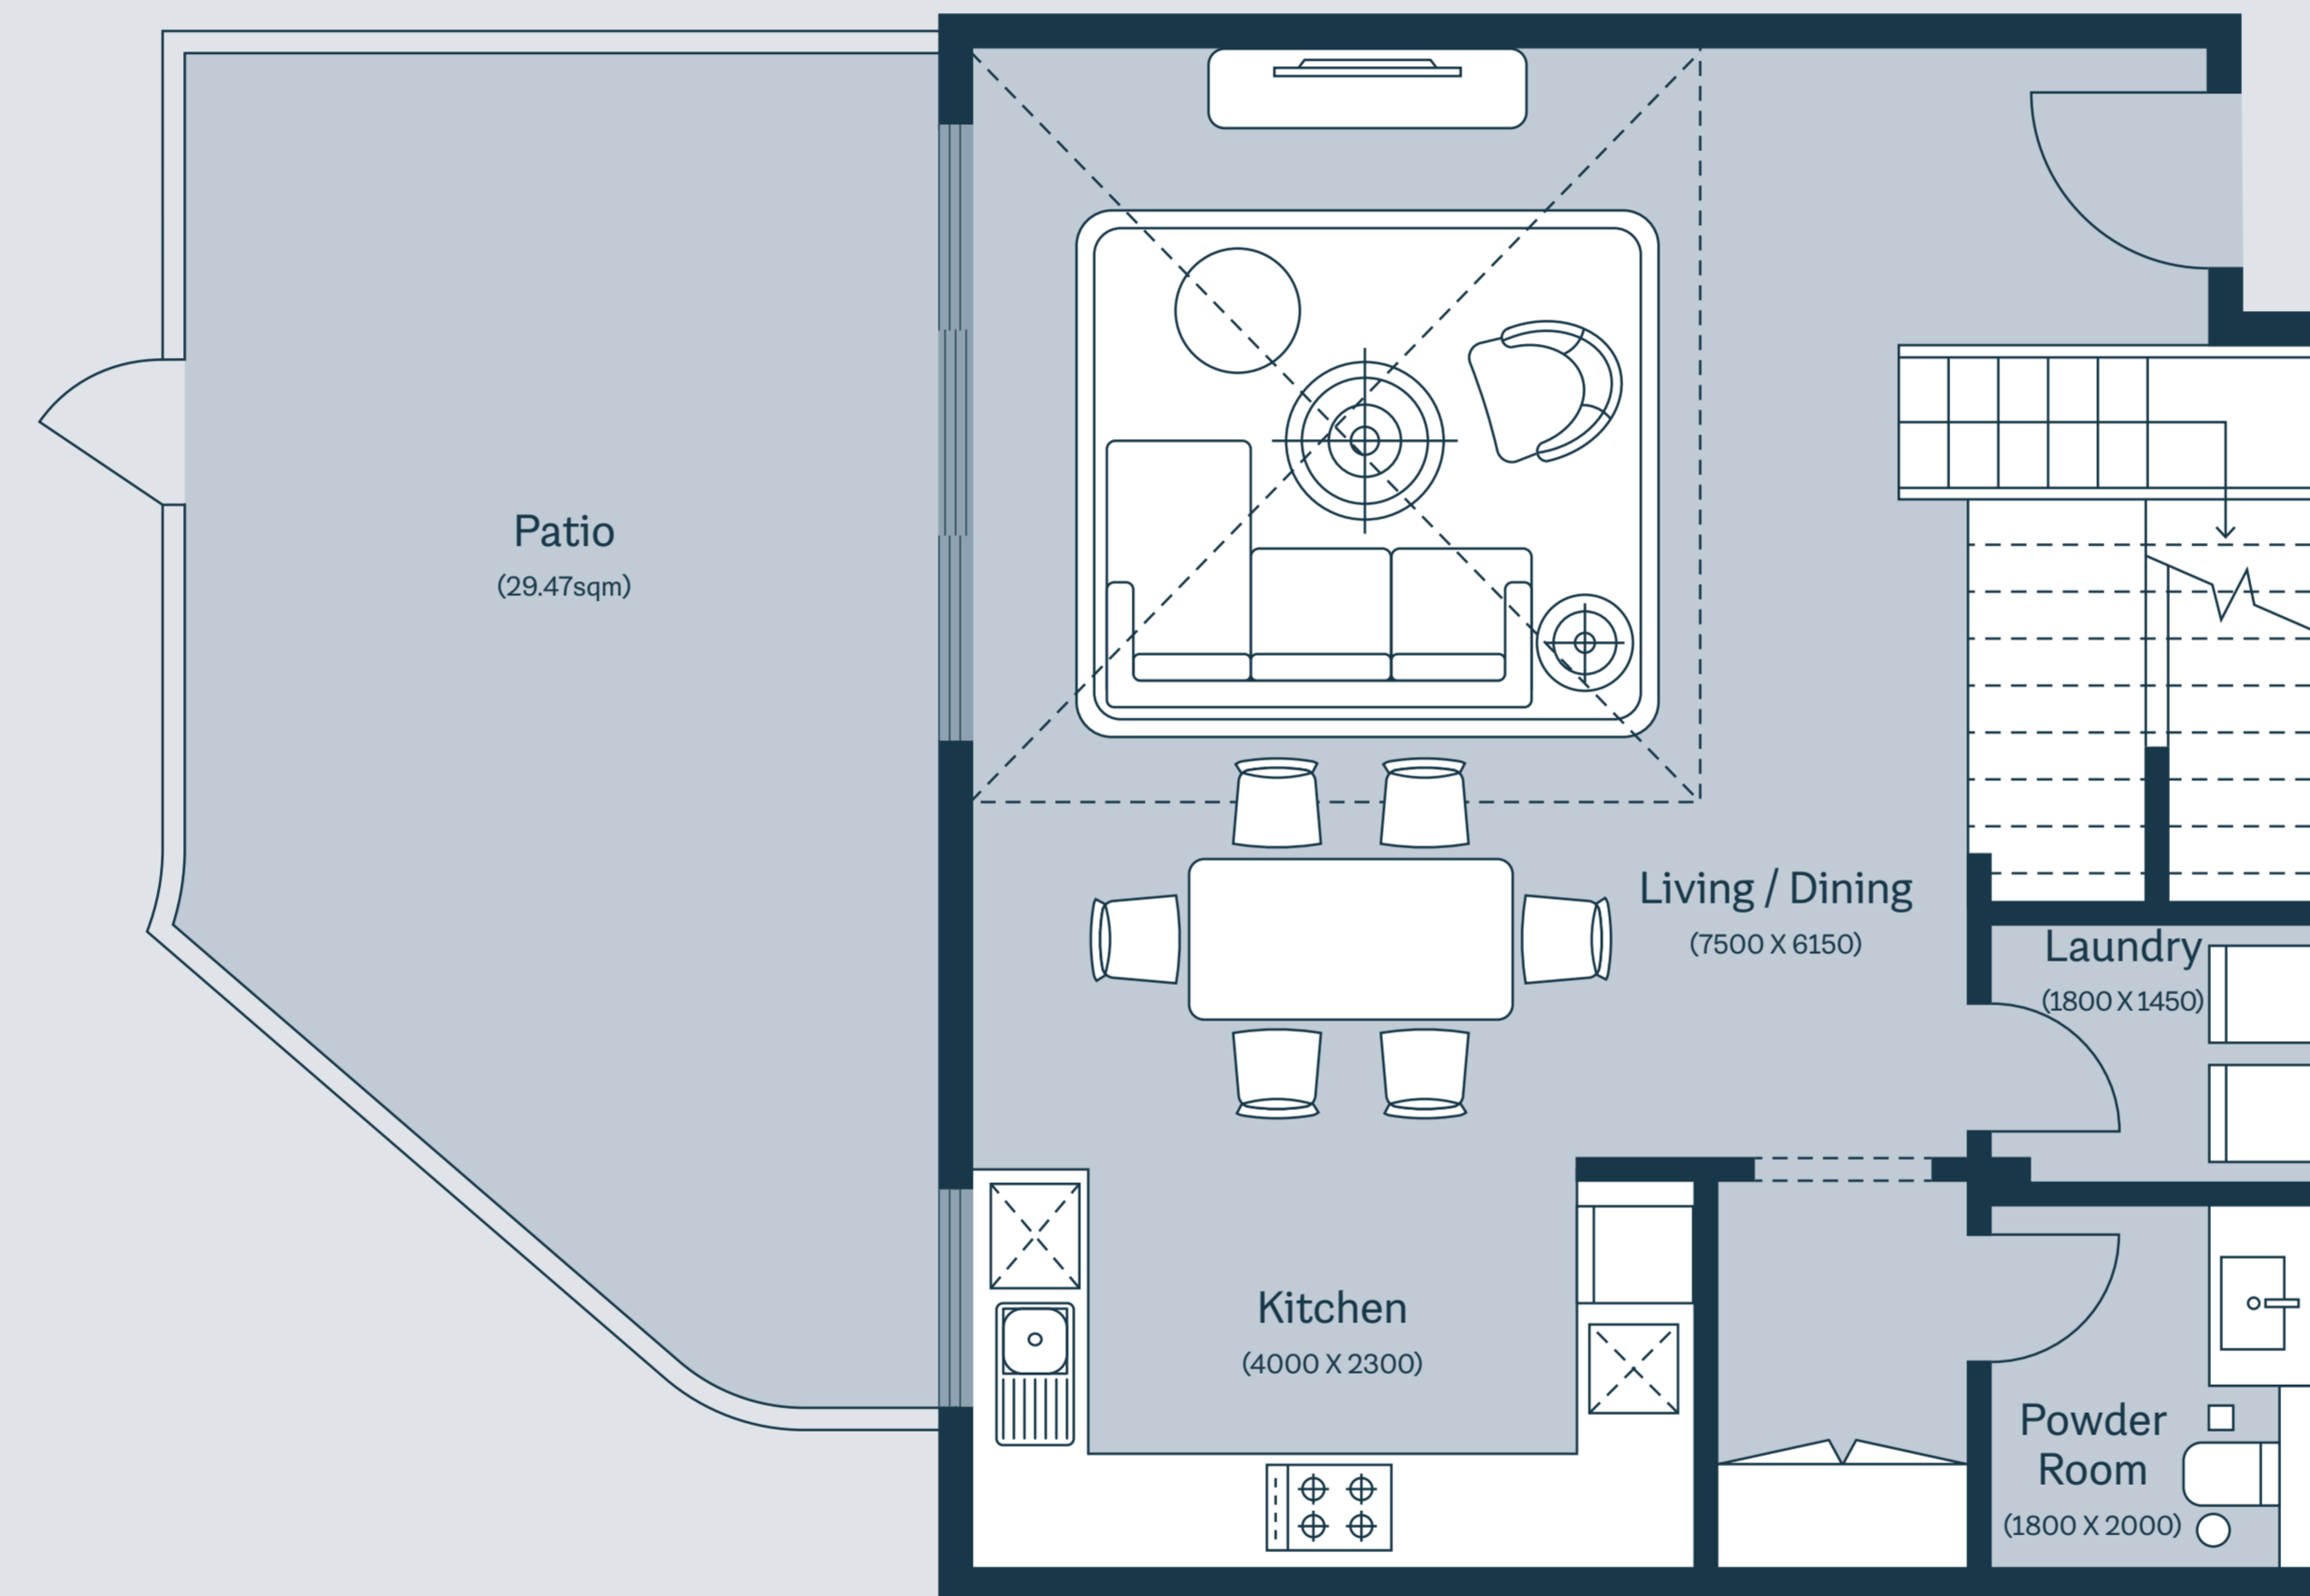 Patio
(29.47sqm)
Living / Dining
(7500 X 6150)
Laundry
(1800 X 1450)
Kitchen
(4000 X 2300)
Powder
Room
(1800 X 2000)